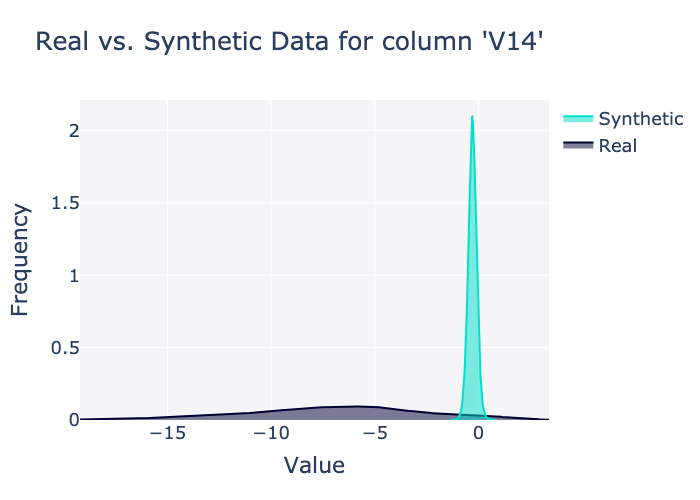 Real vs. Synthetic Data for column 'V14'
Synthetic
Real
Frequency
2
1.5
1
0.5
0
−15
−10
−5
0
Value